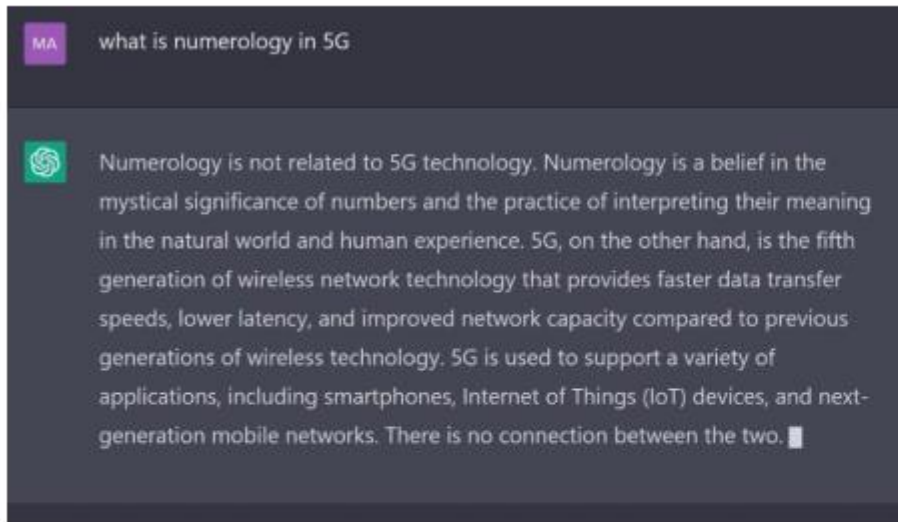 MA
what is numerology in 5G
Numerology is not related to 5G technology. Numerology is a belief in the
mystical significance of numbers and the practice of interpreting their meaning
in the natural world and human experience. 5G, on the other hand, is the fifth
generation of wireless network technology that provides faster data transfer
speeds, lower latency, and improved network capacity compared to previous
generations of wireless technology. 5G is used to support a variety of
applications, including smartphones, Internet of Things (IoT) devices, and next-
generation mobile networks. There is no connection between the two.